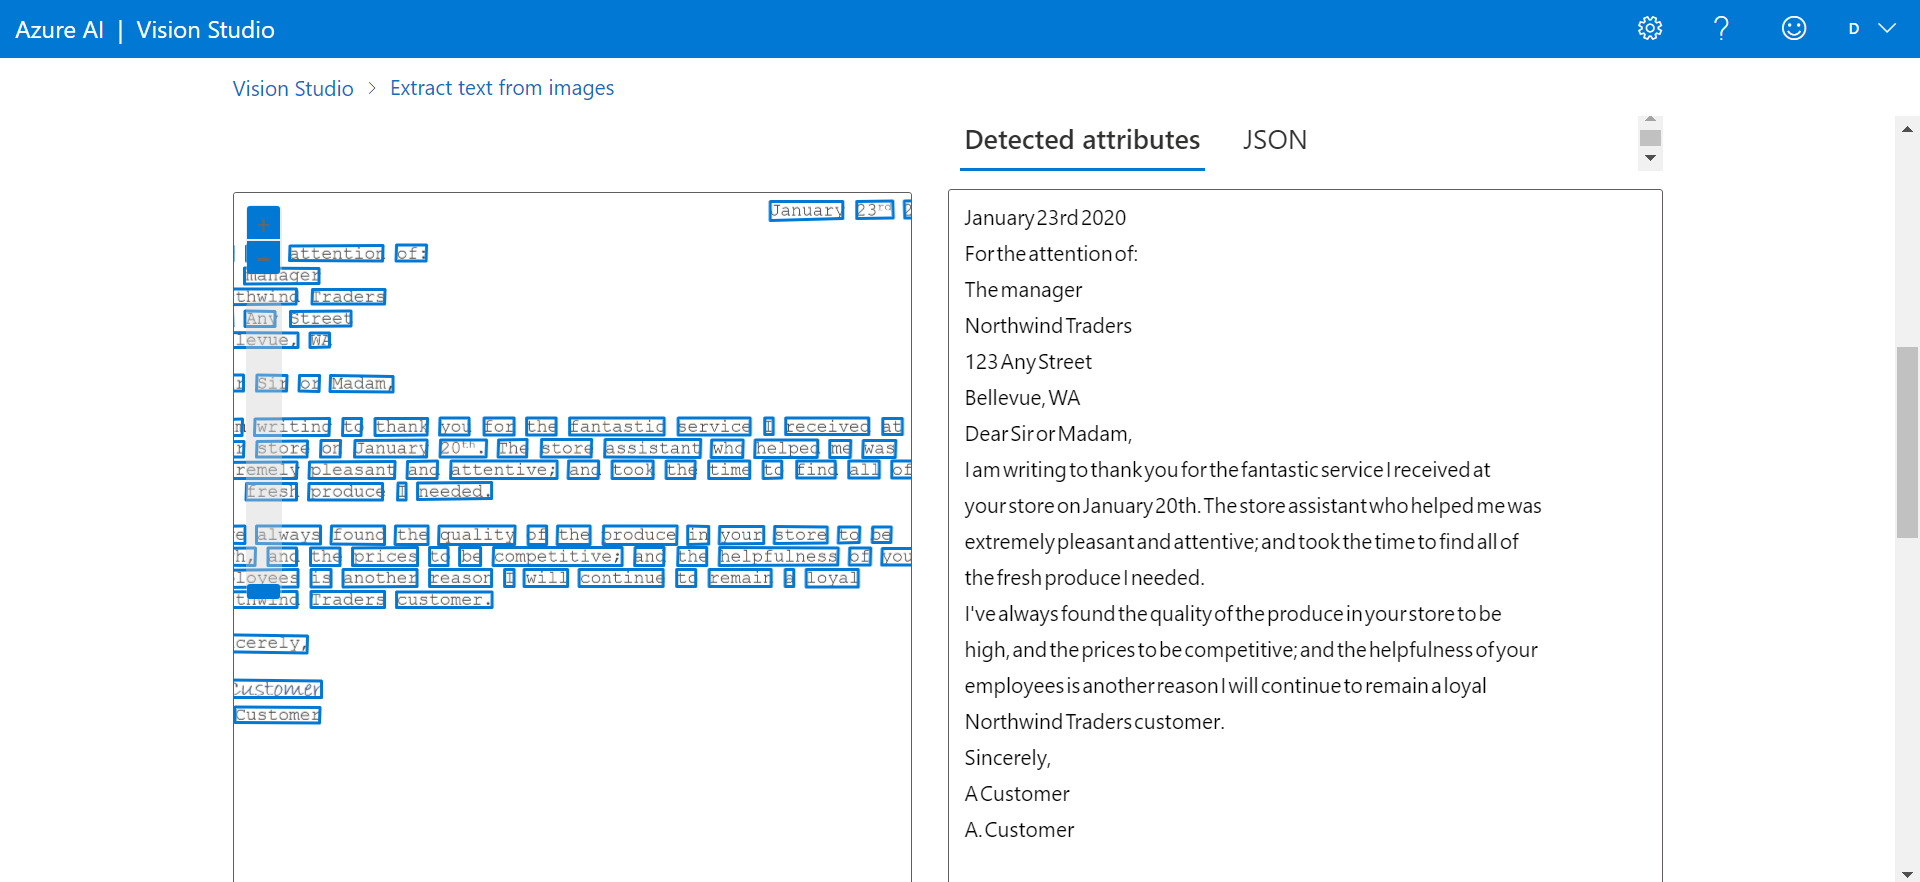 Azure AI | Vision Studio
D
Vision Studio > Extract text from images
Detected attributes JSON
January 23rd 2
attention of:
manager
thwind Traders
Any Street
levue, WA
r Sir or Madam,
m writing to thank you for the fantastic service I received at
r store on January 20th. The store assistant who helped me was
remely pleasant and attentive; and took the time to find all of
fresh produce I needed.
ve always found the quality of the produce in your store to be
h, and the prices to be competitive; and the helpfulness of you
loyees is another reason I will continue to remain a loyal
thwind Traders customer.
cerely,
Customer
Customer
January 23rd 2020
For the attention of:
The manager
Northwind Traders
123 Any Street
Bellevue, WA
Dear Sir or Madam,
I am writing to thank you for the fantastic service I received at
your store on January 20th. The store assistant who helped me was
extremely pleasant and attentive; and took the time to find all of
the fresh produce I needed.
I've always found the quality of the produce in your store to be
high, and the prices to be competitive; and the helpfulness of your
employees is another reason I will continue to remain a loyal
Northwind Traders customer.
Sincerely,
A Customer
A. Customer